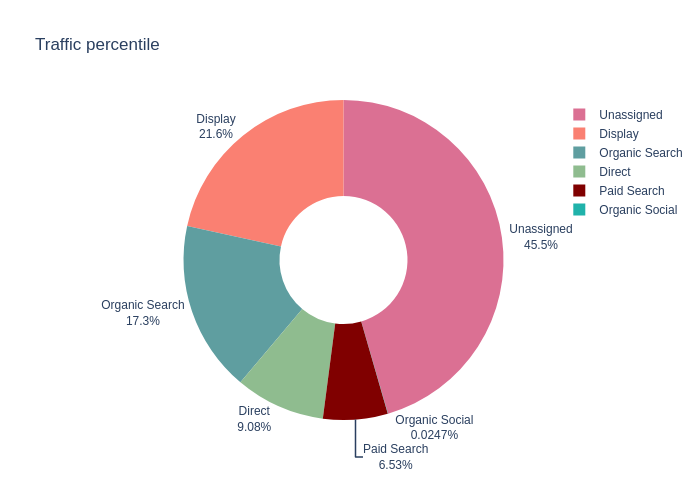 Traffic percentile
Display
21.6%
Unassigned
45.5%
Organic Search
17.3%
Direct
9.08%
Organic Social
0.0247%
Paid Search
6.53%
Unassigned
Display
Organic Search
Direct
Paid Search
Organic Social